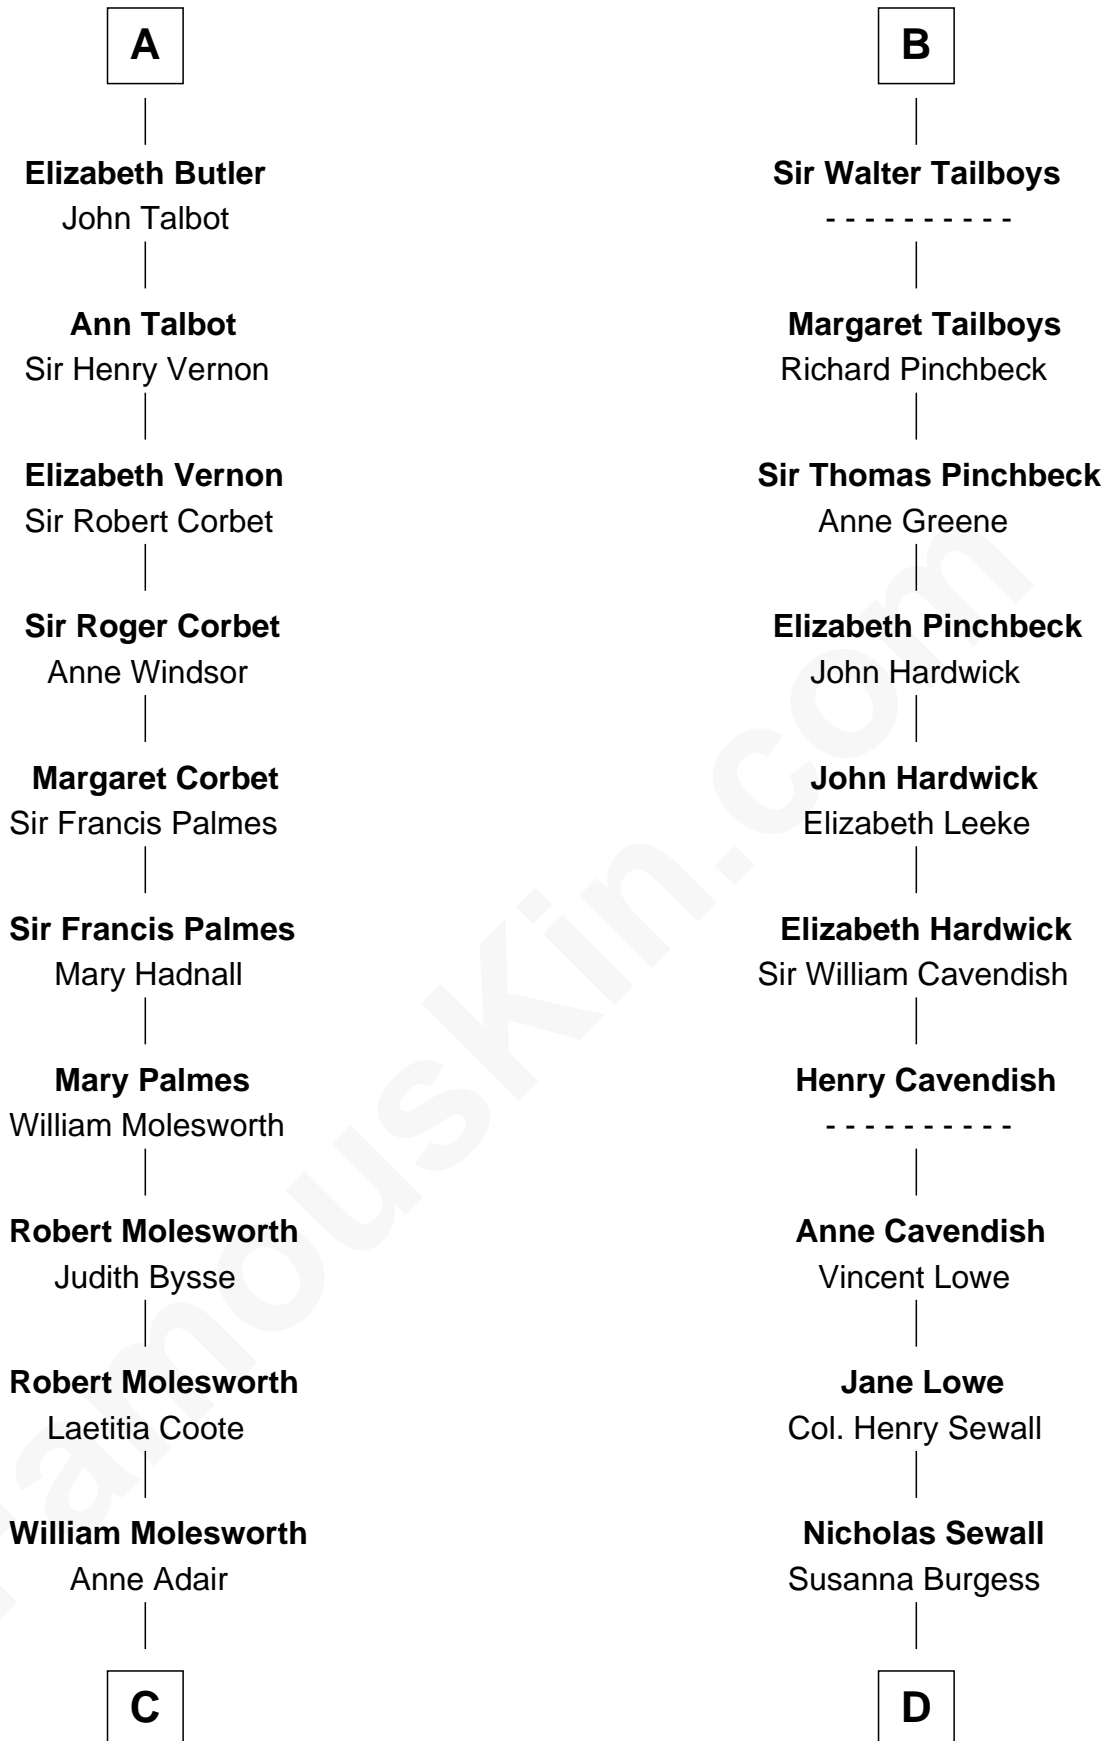 A
Elizabeth Butler
John Talbot
Ann Talbot
Sir Henry Vernon
Elizabeth Vernon
Sir Robert Corbet
Sir Roger Corbet
Anne Windsor
Margaret Corbet
Sir Francis Palmes
Sir Francis Palmes
Mary Hadnall
Mary Palmes
William Molesworth
Robert Molesworth
Judith Bysse
Robert Molesworth
Laetitia Coote
William Molesworth
Anne Adair
C
B
Sir Walter Tailboys
- - - - - - - - - -
Margaret Tailboys
Richard Pinchbeck
Sir Thomas Pinchbeck
Anne Greene
Elizabeth Pinchbeck
John Hardwick
John Hardwick
Elizabeth Leeke
Elizabeth Hardwick
Sir William Cavendish
Henry Cavendish
- - - - - - - - - -
Anne Cavendish
Vincent Lowe
Jane Lowe
Col. Henry Sewall
Nicholas Sewall
Susanna Burgess
D
FamousKin.com